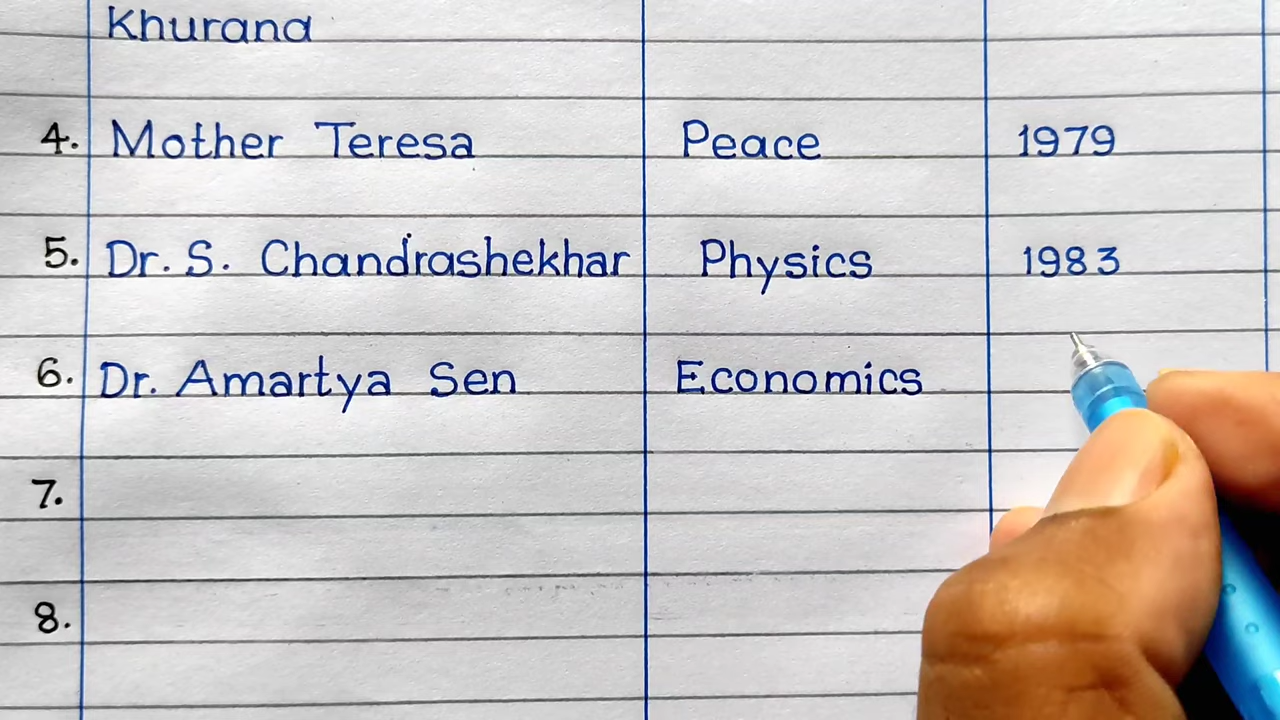 Khurana
4. Mother Teresa Peace 1979
5. Dr. S. Chandrashekhar Physics 1983
6. Dr. Amartya Sen Economics
7.
8.